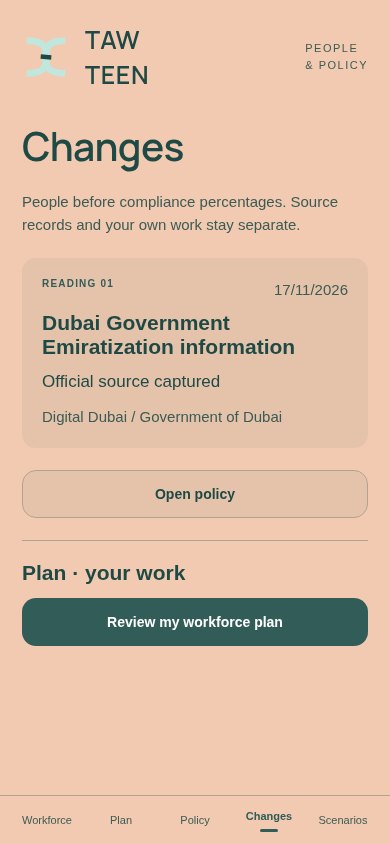 TAW
TEEN
PEOPLE
& POLICY
Changes
People before compliance percentages. Source
records and your own work stay separate.
READING 01
17/11/2026
Dubai Government
Emiratization information
Official source captured
Digital Dubai / Government of Dubai
Open policy
Plan · your work
Review my workforce plan
Workforce
Plan
Policy
Changes
Scenarios